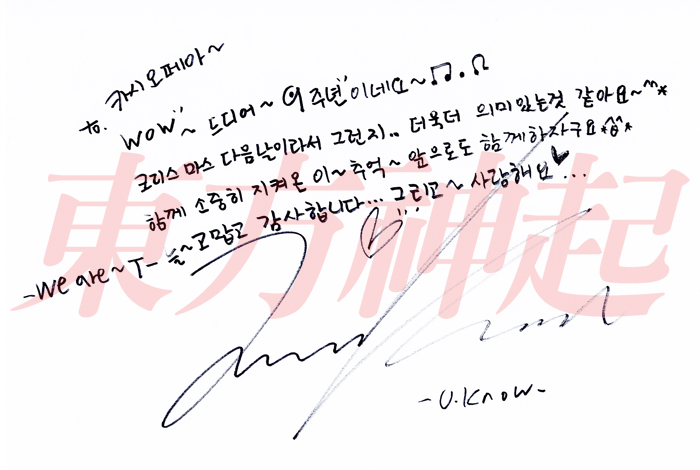 to. 카시오페아~
wow"~ 드디어~ 9주년"이네요~♫.♫
크리스마스 다음날이라서 그런지.. 더욱더 의미있는것 같아요~^^*
함께 소중히 지켜온 이~추억~ 앞으로도 함께하자구요*^ô^*
-We are~ T- 늘~고맙고 감사합니다... 그리고~ 사랑해요♥...
東方神起
-U.Know-